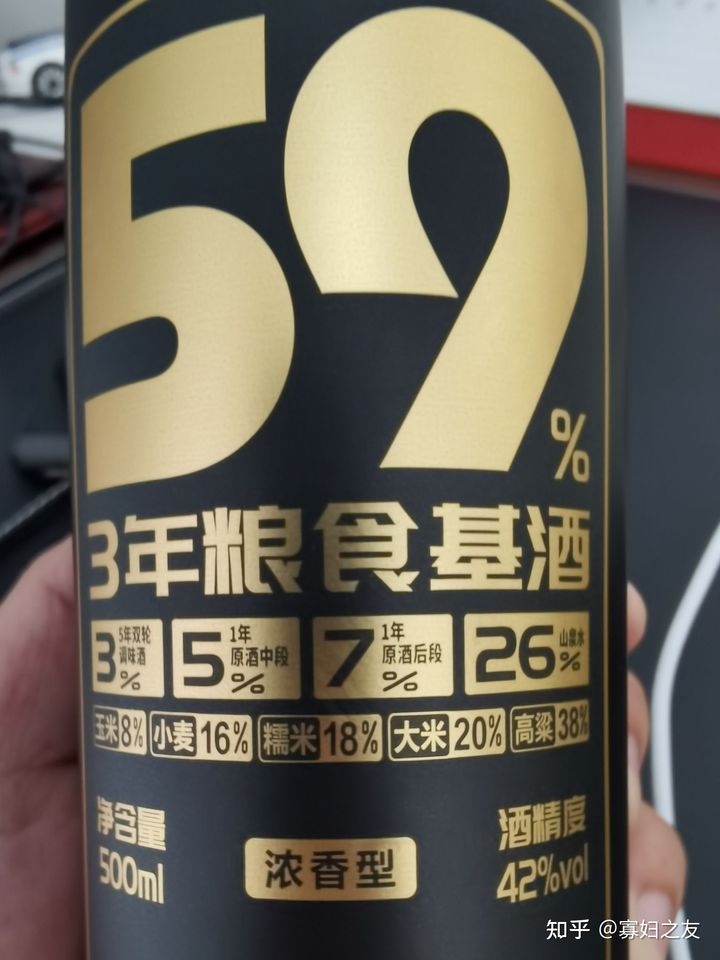 59%
3年粮食基酒
3% 5年双轮调味酒 5% 1年原酒中段 7% 1年原酒后段 26% 山泉水
玉米8% 小麦16% 糯米18% 大米20% 高粱38%
净含量 500ml 浓香型 酒精度 42%vol
知乎 @寡妇之友